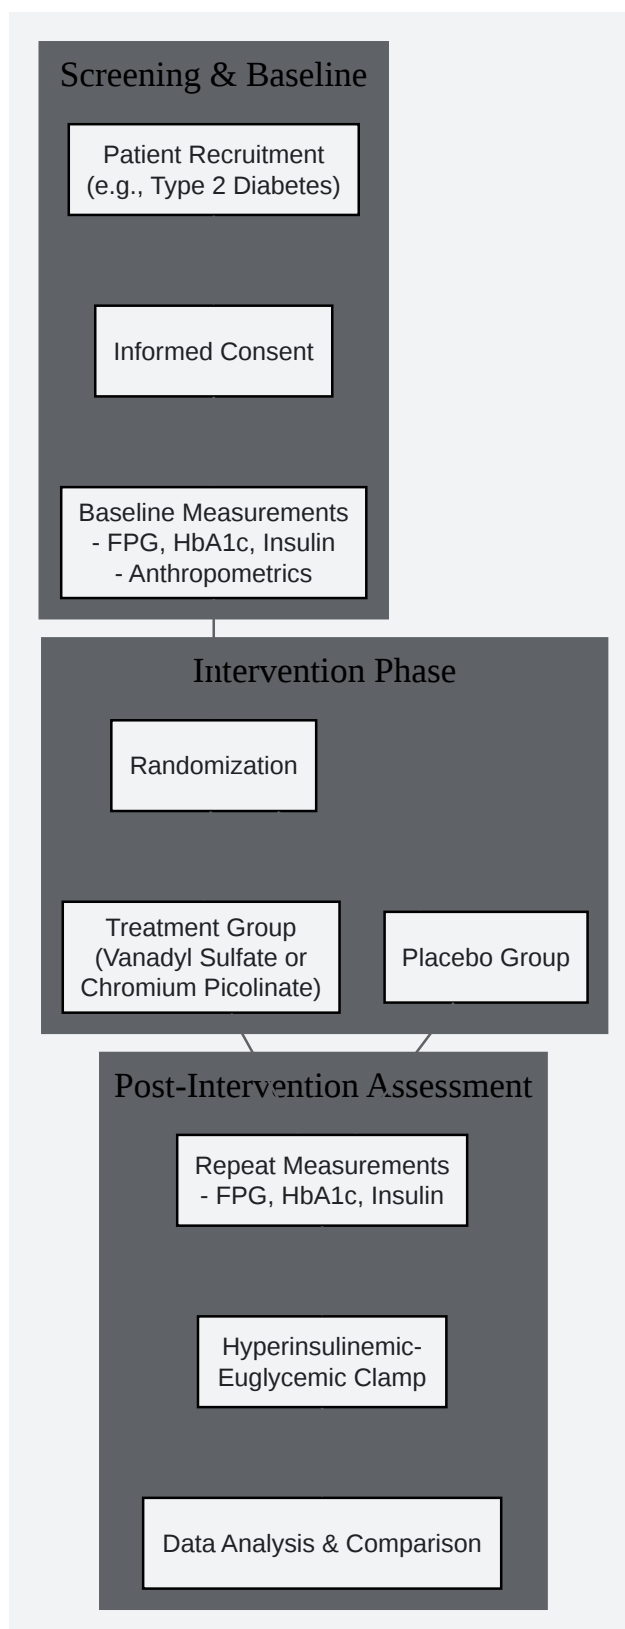 Screening & Baseline
Patient Recruitment
(e.g., Type 2 Diabetes)
Informed Consent
Baseline Measurements
- FPG, HbA1c, Insulin
- Anthropometrics
Intervention Phase
Randomization
Treatment Group
(Vanadyl Sulfate or
Chromium Picolinate)
Placebo Group
Post-Intervention Assessment
Repeat Measurements
- FPG, HbA1c, Insulin
Hyperinsulinemic-
Euglycemic Clamp
Data Analysis & Comparison